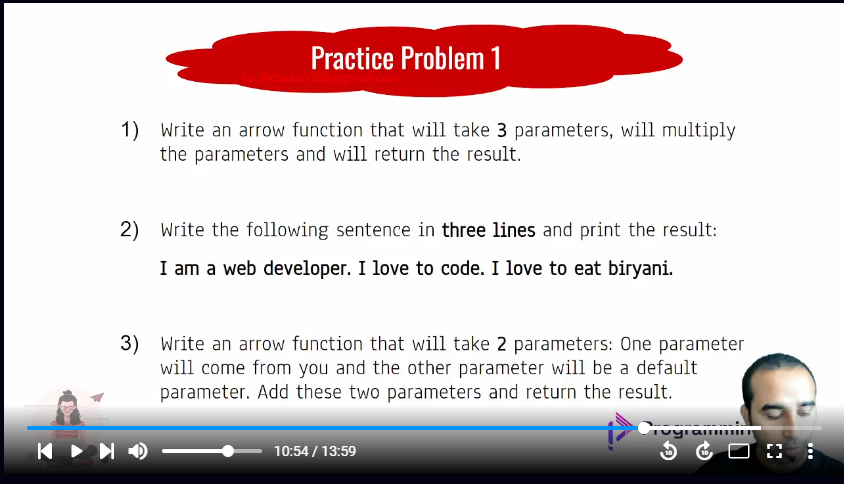 Practice Problem 1
1) Write an arrow function that will take 3 parameters, will multiply
the parameters and will return the result.
2) Write the following sentence in three lines and print the result:
I am a web developer. I love to code. I love to eat biryani.
3) Write an arrow function that will take 2 parameters: One parameter
will come from you and the other parameter will be a default
parameter. Add these two parameters and return the result.
10:54 / 13:59
10
10